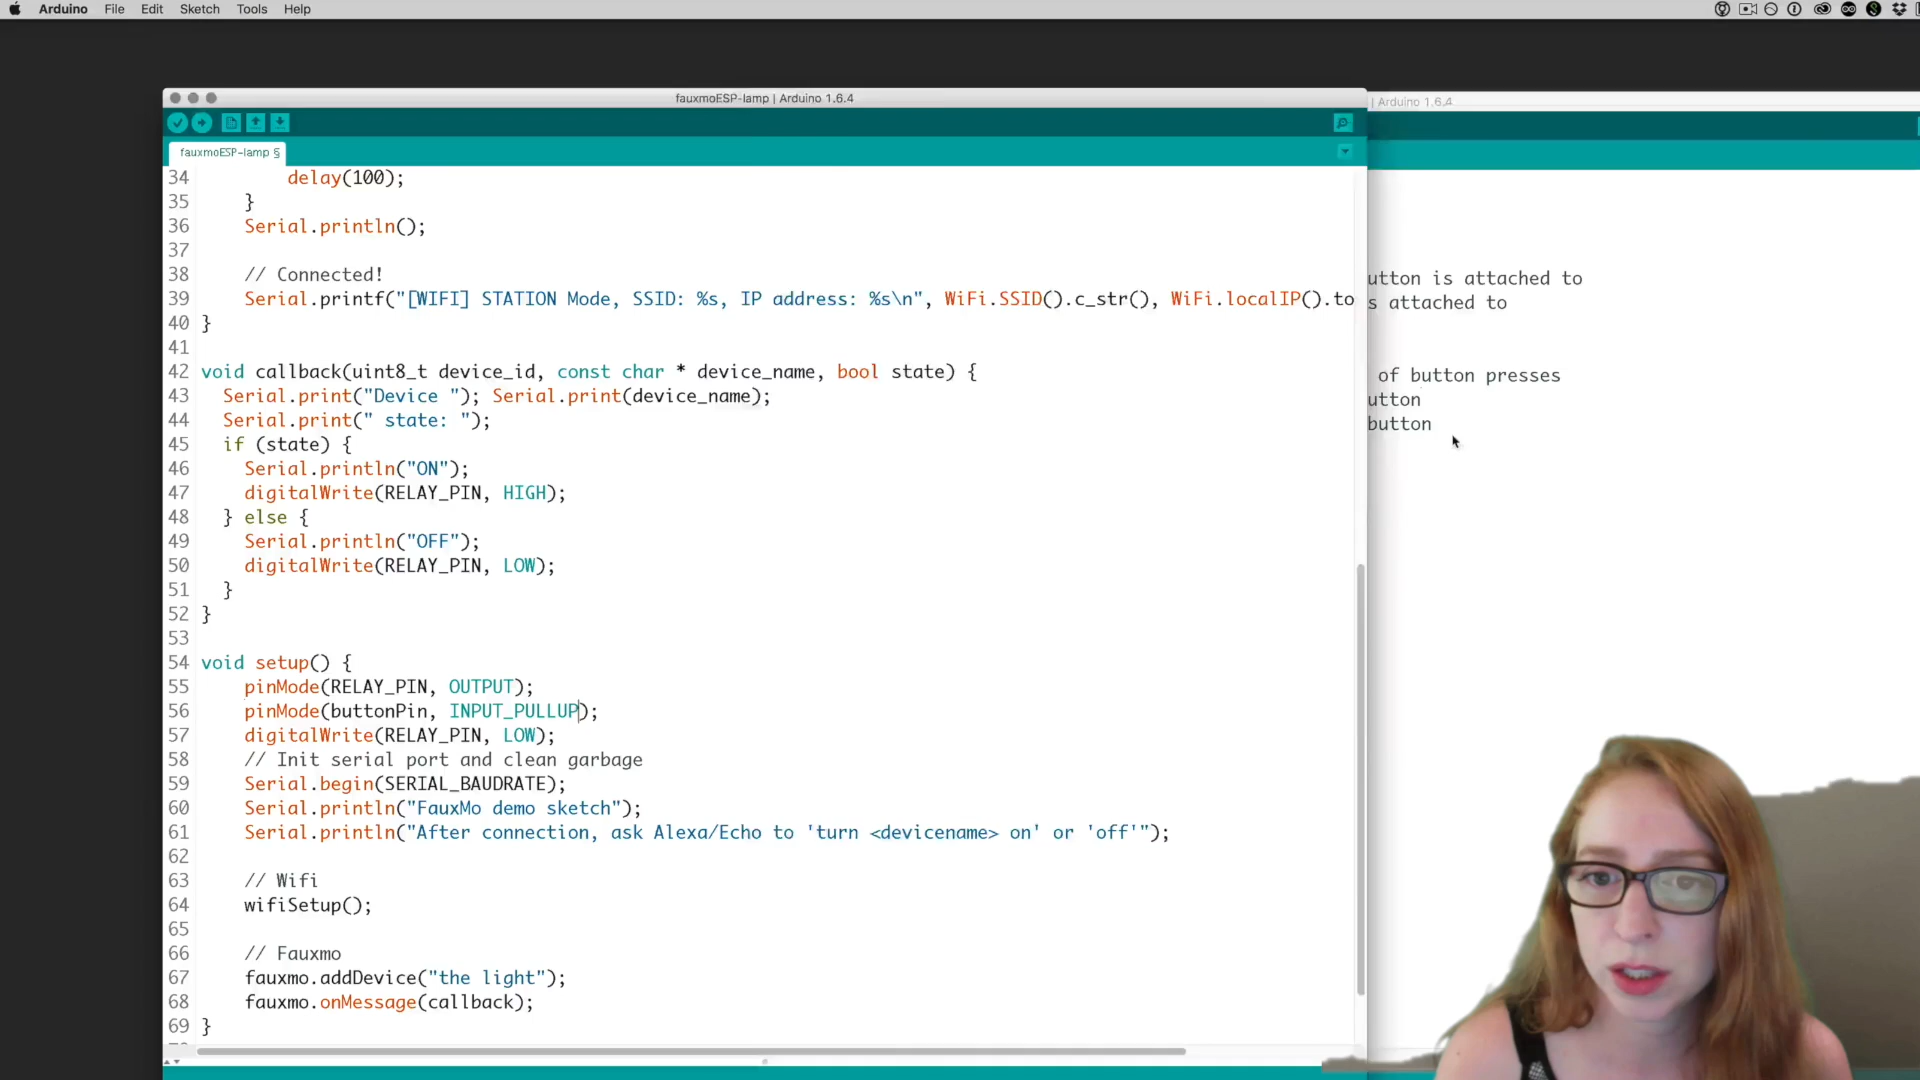 Arduino File Edit Sketch Tools Help
fauxmoESP-lamp | Arduino 1.6.4
| Arduino 1.6.4
fauxmoESP-lamp §
34 delay(100);
35 }
36 Serial.println();
37
38 // Connected!
39 Serial.printf("[WIFI] STATION Mode, SSID: %s, IP address: %s\n", WiFi.SSID().c_str(), WiFi.localIP().to
40 }
41
42 void callback(uint8_t device_id, const char * device_name, bool state) {
43 Serial.print("Device "); Serial.print(device_name);
44 Serial.print(" state: ");
45 if (state) {
46 Serial.println("ON");
47 digitalWrite(RELAY_PIN, HIGH);
48 } else {
49 Serial.println("OFF");
50 digitalWrite(RELAY_PIN, LOW);
51 }
52 }
53
54 void setup() {
55 pinMode(RELAY_PIN, OUTPUT);
56 pinMode(buttonPin, INPUT_PULLUP);
57 digitalWrite(RELAY_PIN, LOW);
58 // Init serial port and clean garbage
59 Serial.begin(SERIAL_BAUDRATE);
60 Serial.println("FauxMo demo sketch");
61 Serial.println("After connection, ask Alexa/Echo to 'turn <devicename> on' or 'off'");
62
63 // Wifi
64 wifiSetup();
65
66 // Fauxmo
67 fauxmo.addDevice("the light");
68 fauxmo.onMessage(callback);
69 }
utton is attached to
s attached to
of button presses
utton
button